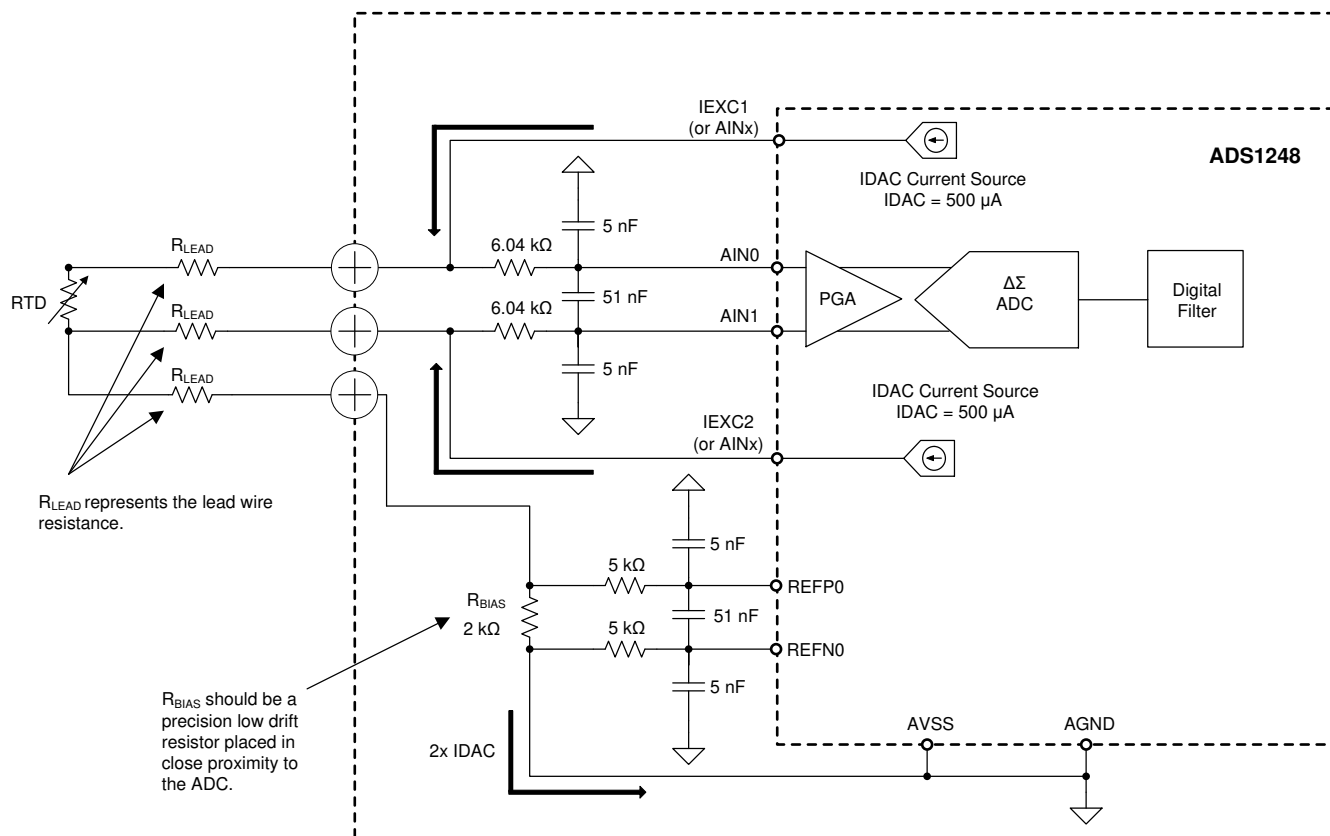 IEXC1
(or AINx)
ADS1248
IDAC Current Source
IDAC = 500 µA
5 nF
6.04 kΩ
RLEAD
AIN0
RTD
51 nF
PGA
ΔΣ
ADC
Digital
Filter
6.04 kΩ
RLEAD
AIN1
5 nF
RLEAD
IDAC Current Source
IDAC = 500 µA
IEXC2
(or AINx)
RLEAD represents the lead wire
resistance.
5 nF
5 kΩ
REFP0
RBIAS
2 kΩ
51 nF
5 kΩ
REFN0
5 nF
RBIAS should be a
precision low drift
resistor placed in
close proximity to
the ADC.
2x IDAC
AVSS
AGND